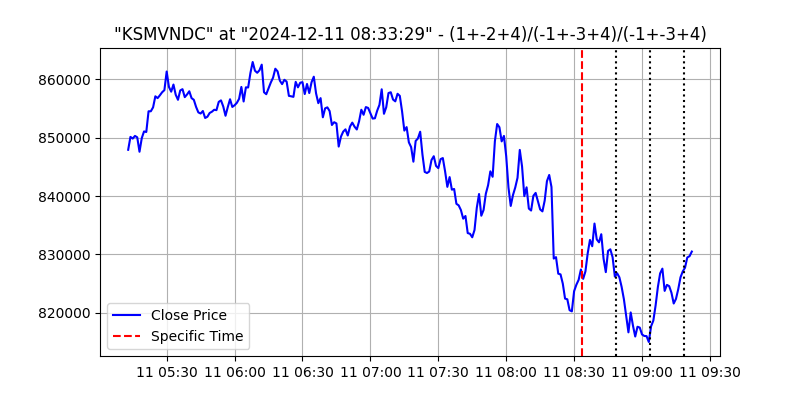 "KSMVNDC" at "2024-12-11 08:33:29" - (1+-2+4)/(-1+-3+4)/(-1+-3+4)
860000
850000
840000
830000
820000
Close Price
Specific Time
11 05:30 11 06:00 11 06:30 11 07:00 11 07:30 11 08:00 11 08:30 11 09:00 11 09:30